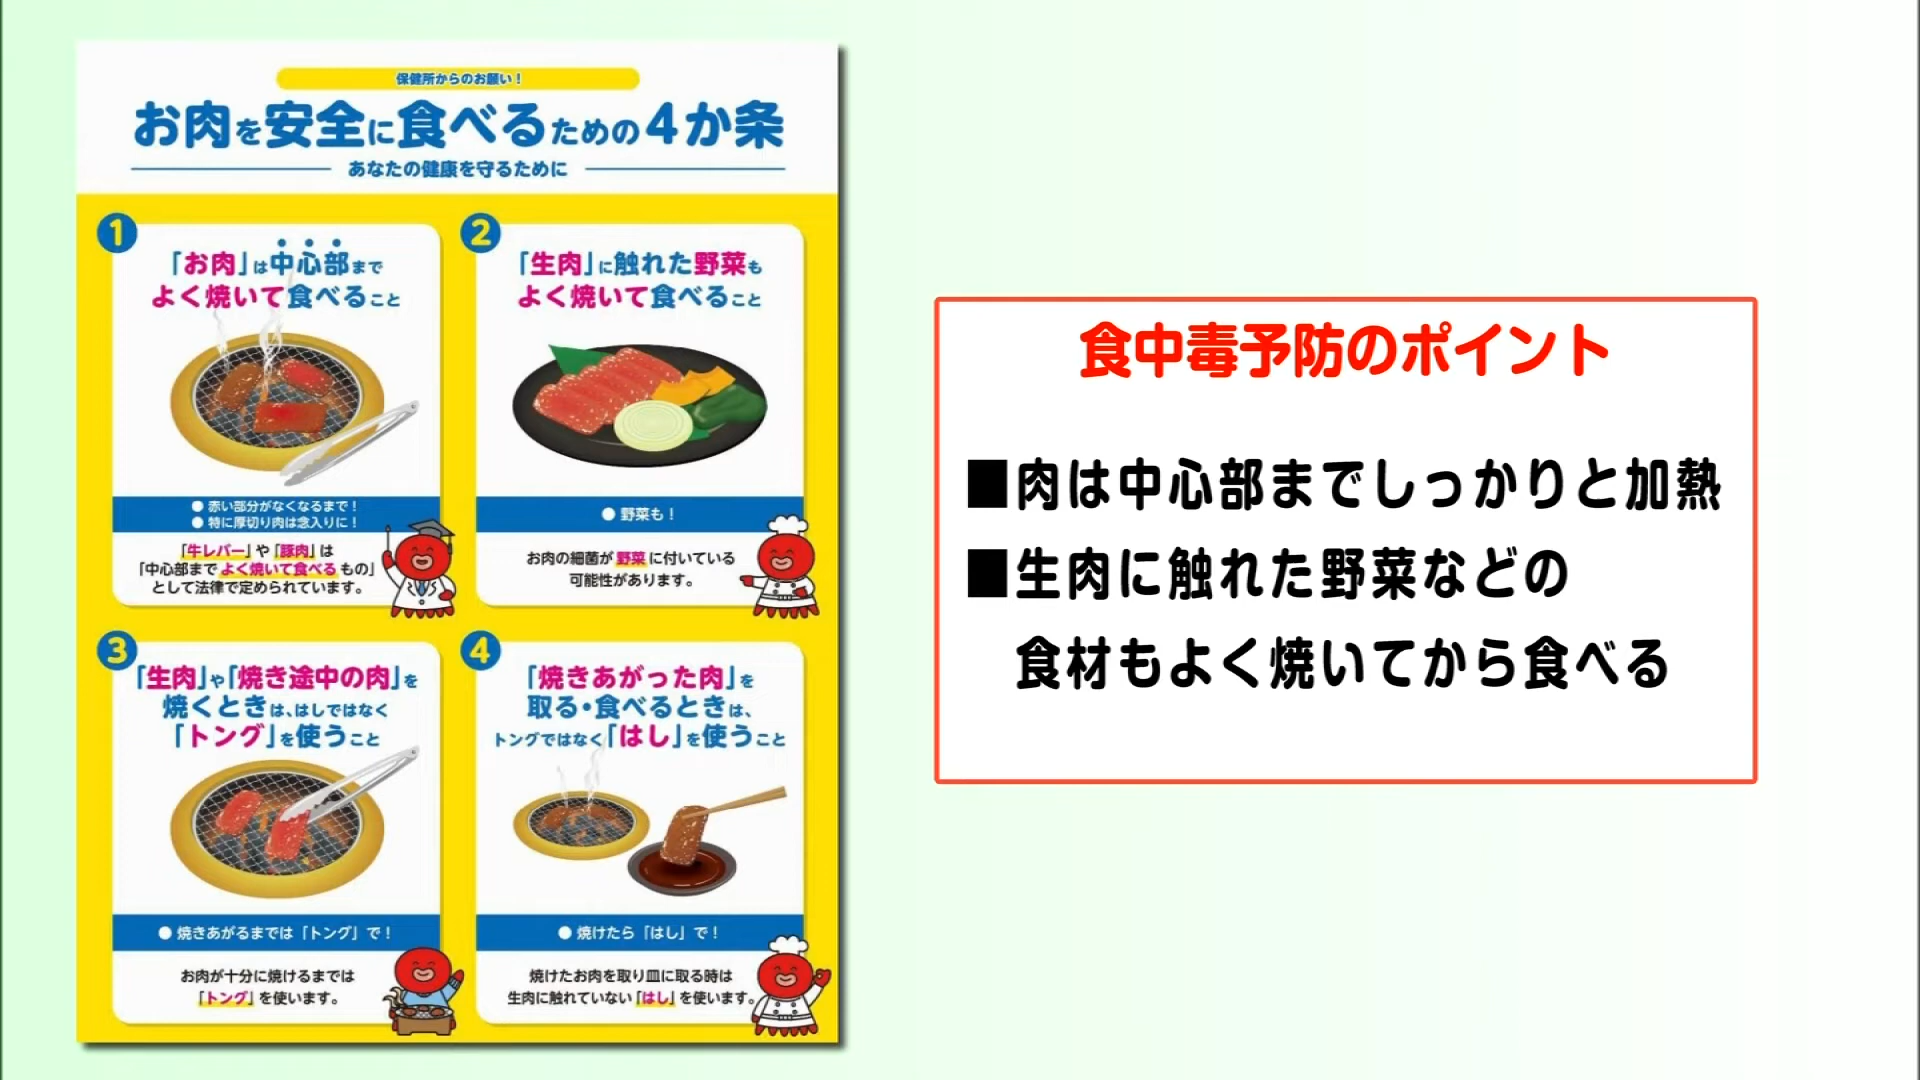 保健所からのお願い！
お肉を安全に食べるための4か条
あなたの健康を守るために
1
「お肉」は中心部まで
よく焼いて食べること
● 赤い部分がなくなるまで！
● 特に厚切り肉は念入りに！
「牛レバー」や「豚肉」は
「中心部までよく焼いて食べるもの」
として法律で定められています。
2
「生肉」に触れた野菜も
よく焼いて食べること
● 野菜も！
お肉の細菌が野菜に付いている
可能性があります。
3
「生肉」や「焼き途中の肉」を
焼くときは、はしではなく
「トング」を使うこと
● 焼きあがるまでは「トング」で！
お肉が十分に焼けるまでは
「トング」を使います。
4
「焼きあがった肉」を
取る・食べるときは、
トングではなく「はし」を使うこと
● 焼けたら「はし」で！
焼けたお肉を取り皿に取る時は
生肉に触れていない「はし」を使います。
食中毒予防のポイント
■肉は中心部までしっかりと加熱
■生肉に触れた野菜などの
食材もよく焼いてから食べる